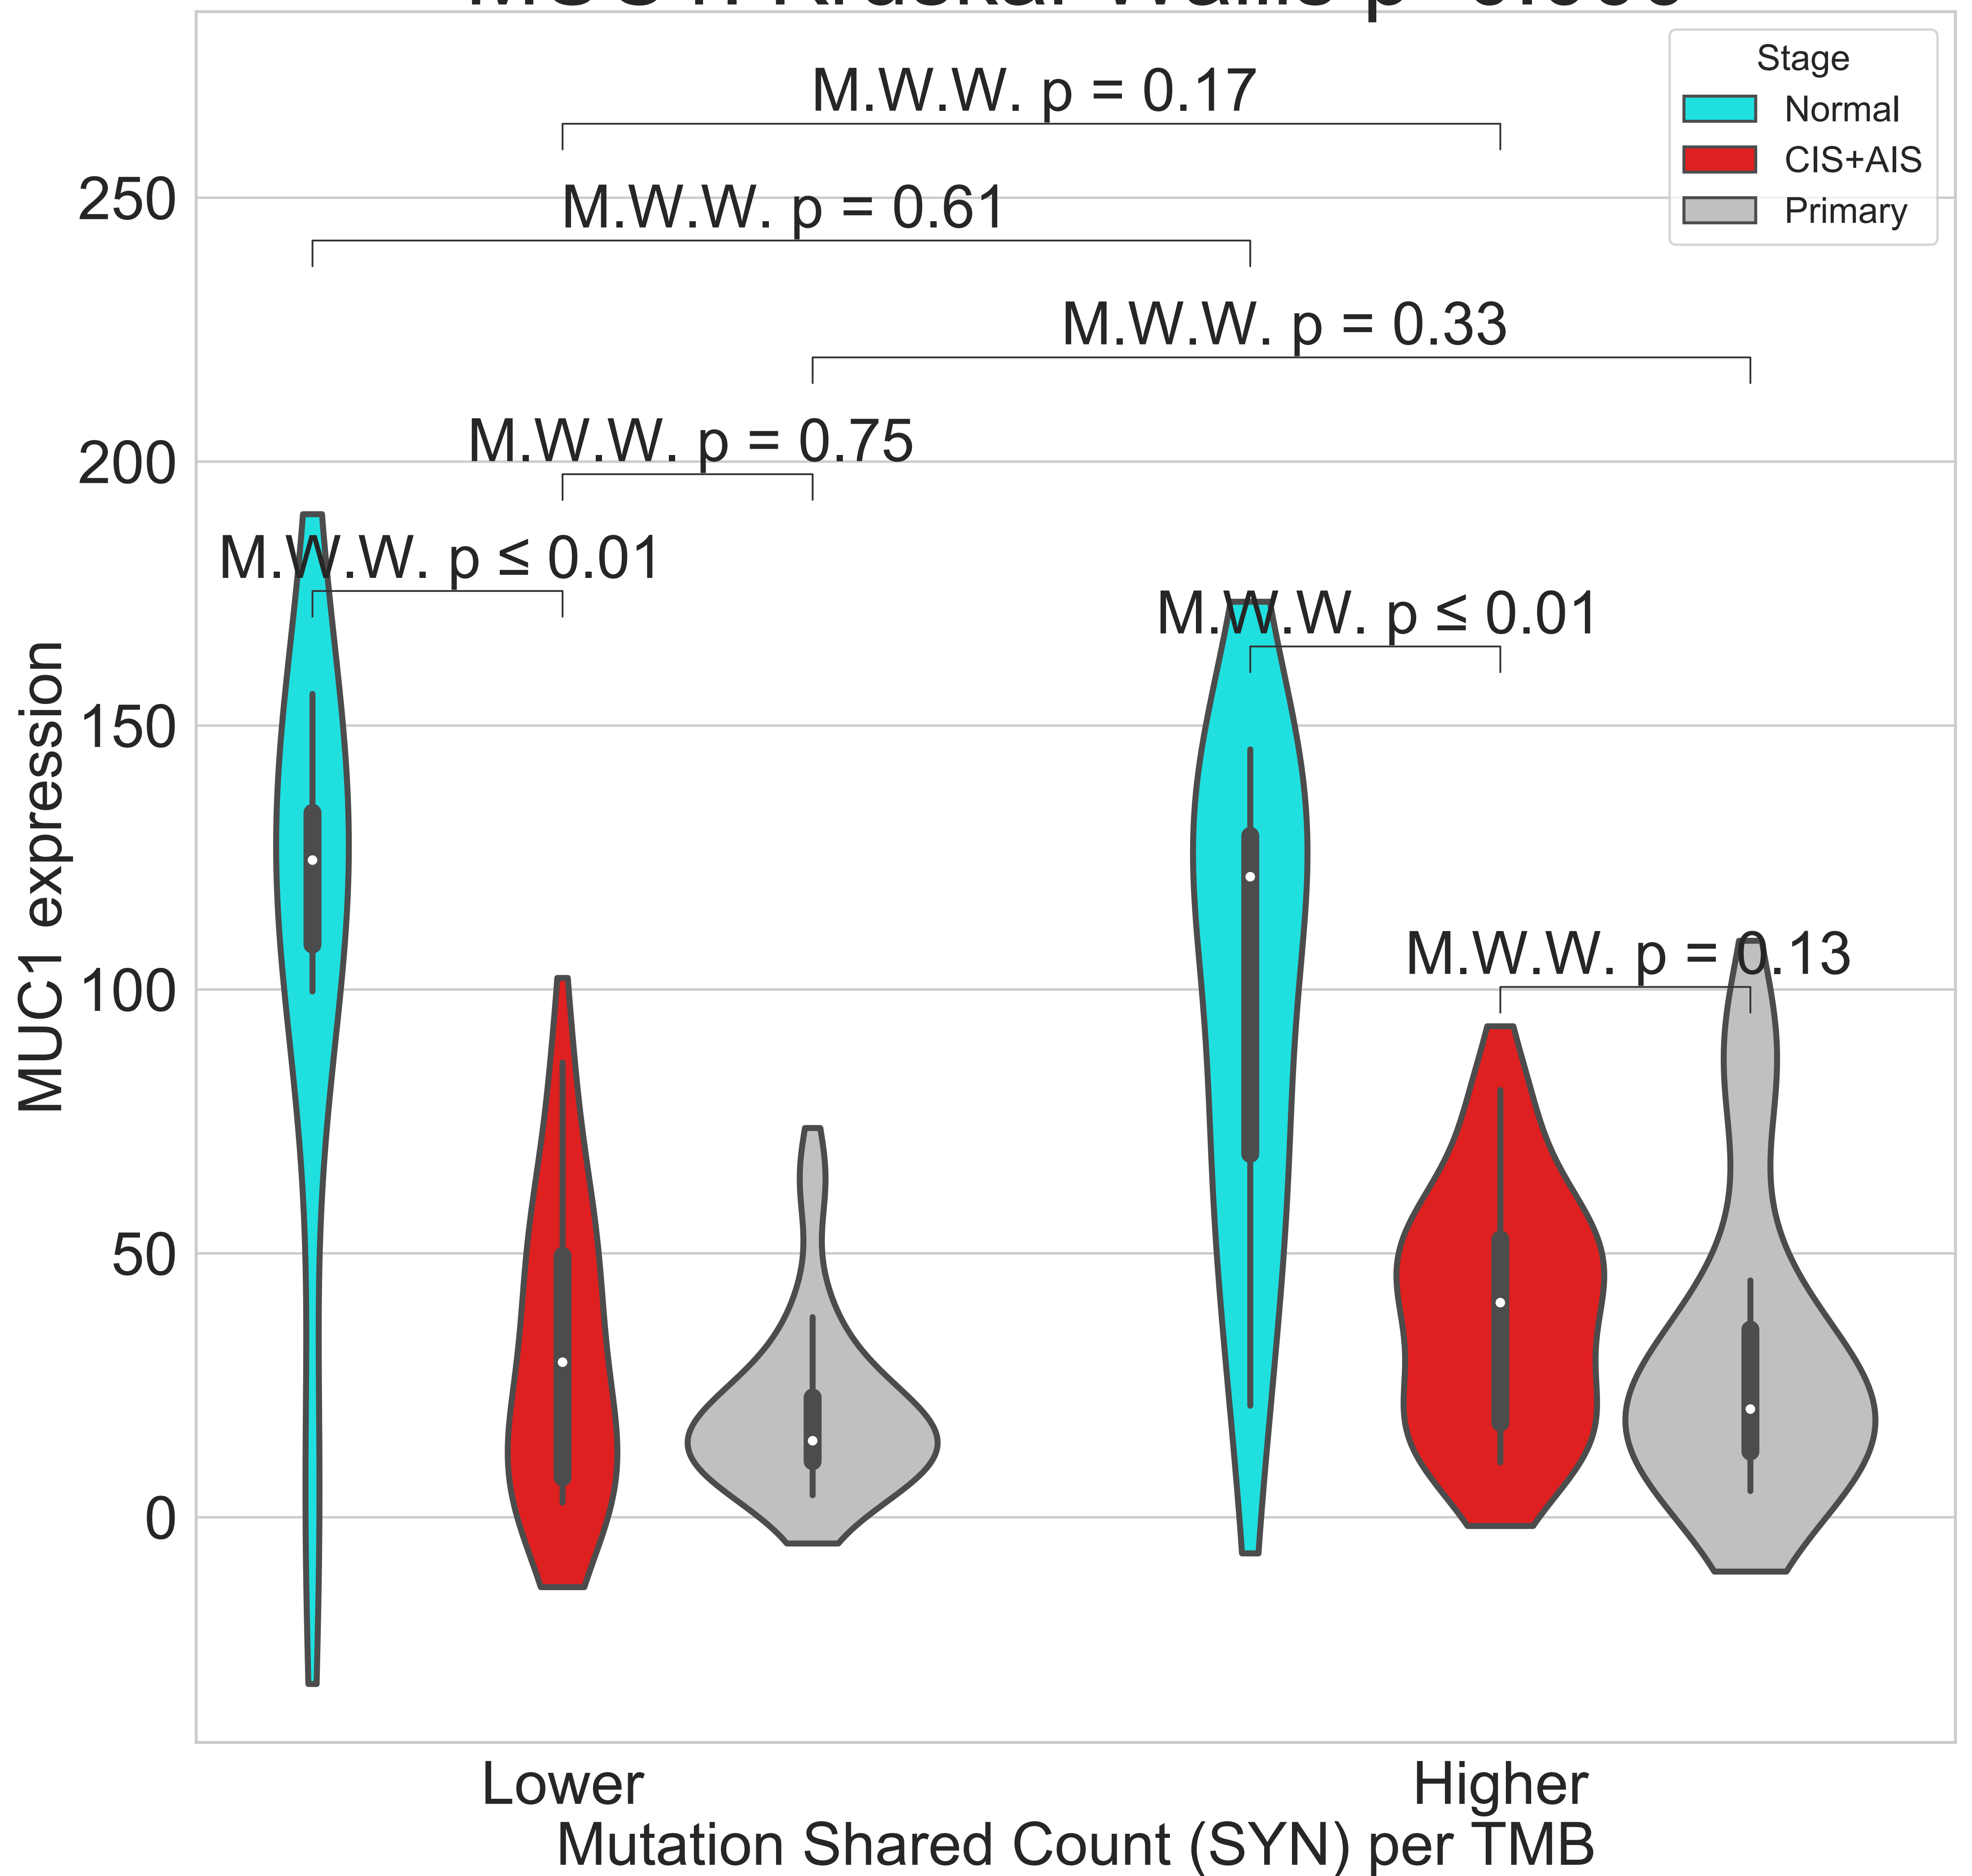 M.W.W. p = 0.17
Stage
Normal
CIS+AIS
Primary
250
M.W.W. p = 0.61
M.W.W. p = 0.33
200
M.W.W. p = 0.75
M.W.W. p ≤ 0.01
M.W.W. p ≤ 0.01
150
MUC1 expression
100
M.W.W. p = 0.13
50
0
Lower
Higher
Mutation Shared Count (SYN) per TMB